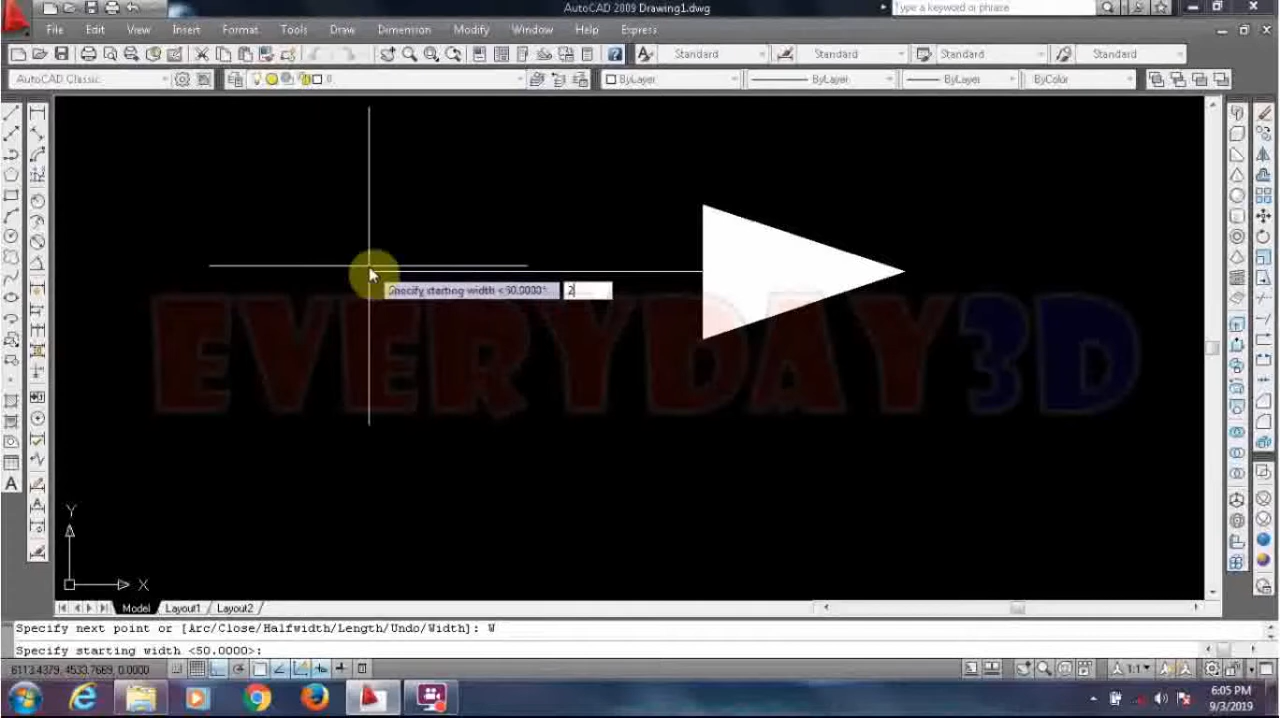 AutoCAD 2009 Drawing1.dwg
Type a keyword or phrase
File Edit View Insert Format Tools Draw Dimension Modify Window Help Express
Standard Standard Standard Standard
AutoCAD Classic 0 ByLayer ByLayer ByLayer ByColor
Specify starting width <50.0000>: 2
EVERYDAY3D
Y
X
Model Layout1 Layout2
Specify next point or [Arc/Close/Halfwidth/Length/Undo/Width]: W
Specify starting width <50.0000>:
6113.4379, 4533.7669, 0.0000 1:1
6:05 PM
9/3/2019